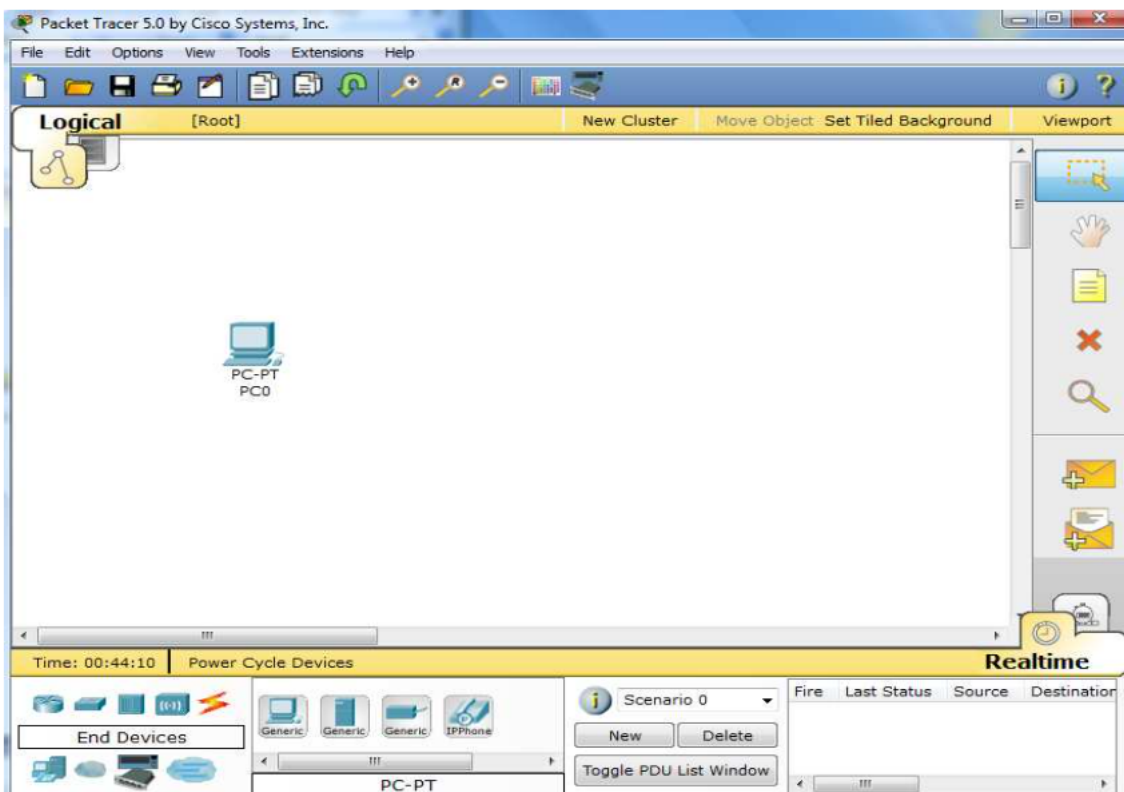 Packet Tracer 5.0 by Cisco Systems, Inc.
File Edit Options View Tools Extensions Help
Logical [Root] New Cluster Move Object Set Tiled Background Viewport
PC-PT
PC0
Time: 00:44:10 Power Cycle Devices Realtime
End Devices
Generic Generic Generic IPPhone
PC-PT
Scenario 0
New Delete
Toggle PDU List Window
Fire Last Status Source Destination